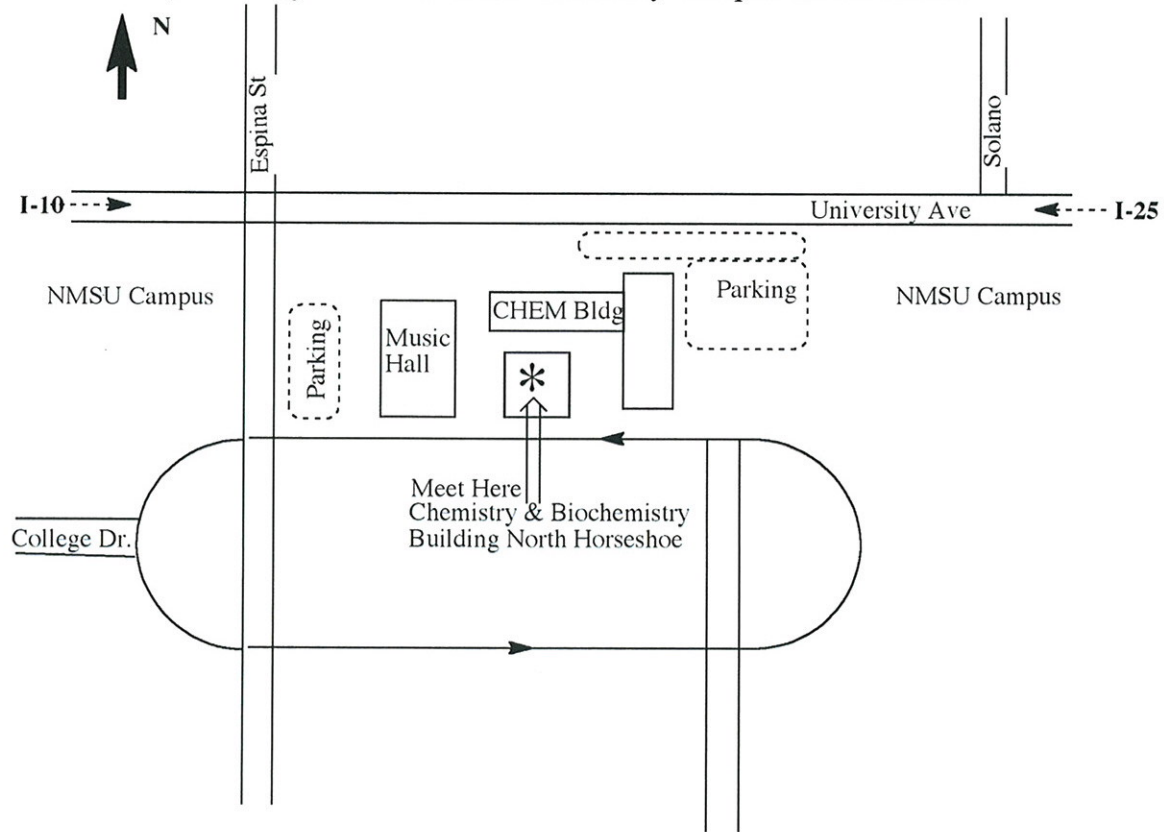 N
Espina St
Solano
I-10
University Ave
I-25
NMSU Campus
Parking
Music
Hall
CHEM Bldg
*
Parking
NMSU Campus
Meet Here
Chemistry & Biochemistry
Building North Horseshoe
College Dr.